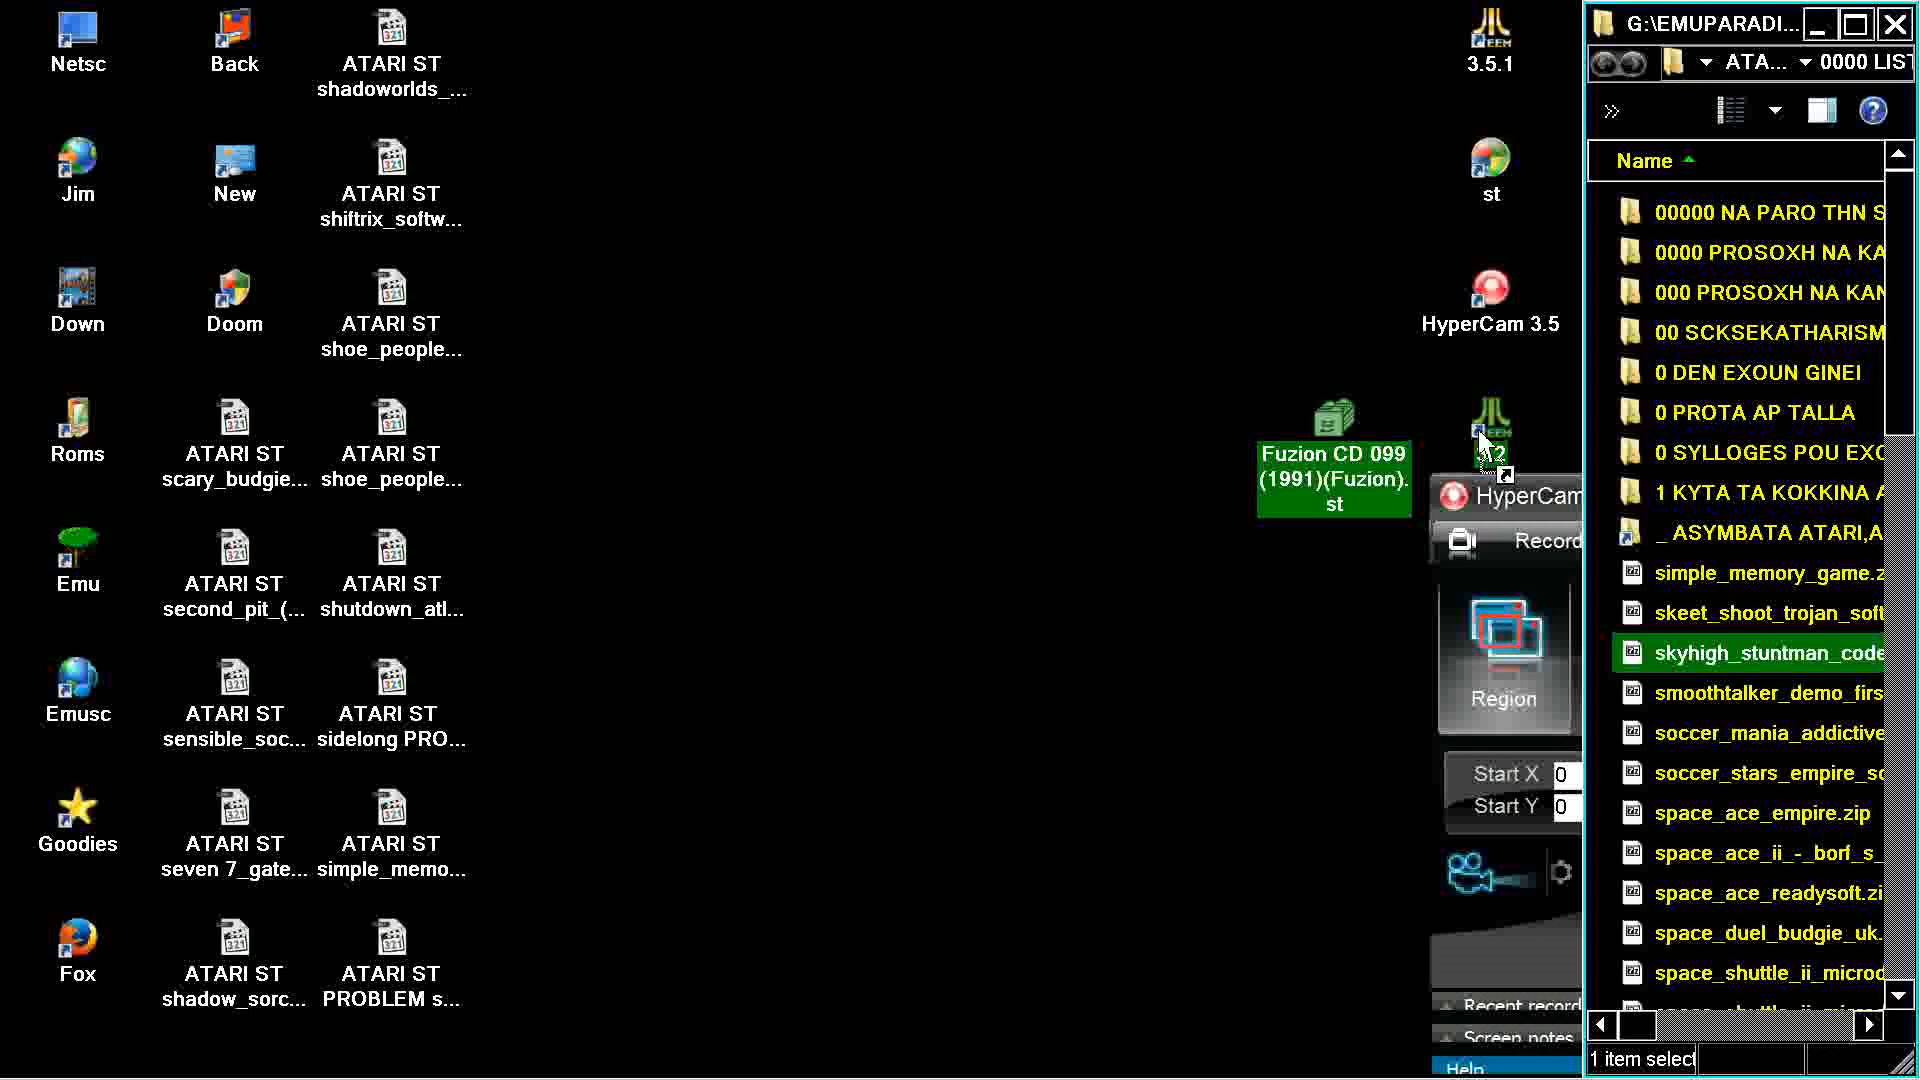 Netsc
Back
ATARI ST
shadoworlds_...
Jim
New
ATARI ST
shiftrix_softw...
Down
Doom
ATARI ST
shoe_people...
Roms
ATARI ST
scary_budgie...
ATARI ST
shoe_people...
Emu
ATARI ST
second_pit_(...
ATARI ST
shutdown_atl...
Emusc
ATARI ST
sensible_soc...
ATARI ST
sidelong PRO...
Goodies
ATARI ST
seven 7_gate...
ATARI ST
simple_memo...
Fox
ATARI ST
shadow_sorc...
ATARI ST
PROBLEM s...
3.5.1
st
HyperCam 3.5
Fuzion CD 099
(1991)(Fuzion).
st
HyperCam
Record
Region
Start X 0
Start Y 0
Recent record
Screen notes
Help
G:\EMUPARADI...
ATA... 0000 LIST
Name
00000 NA PARO THN S
0000 PROSOXH NA KA
000 PROSOXH NA KAN
00 SCKSEKATHARISM
0 DEN EXOUN GINEI
0 PROTA AP TALLA
0 SYLLOGES POU EXO
1 KYTA TA KOKKINA A
_ ASYMBATA ATARI,A
simple_memory_game.z
skeet_shoot_trojan_soft
skyhigh_stuntman_code
smoothtalker_demo_firs
soccer_mania_addictive
soccer_stars_empire_so
space_ace_empire.zip
space_ace_ii_-_borf_s_
space_ace_readysoft.zi
space_duel_budgie_uk.
space_shuttle_ii_microd
1 item select